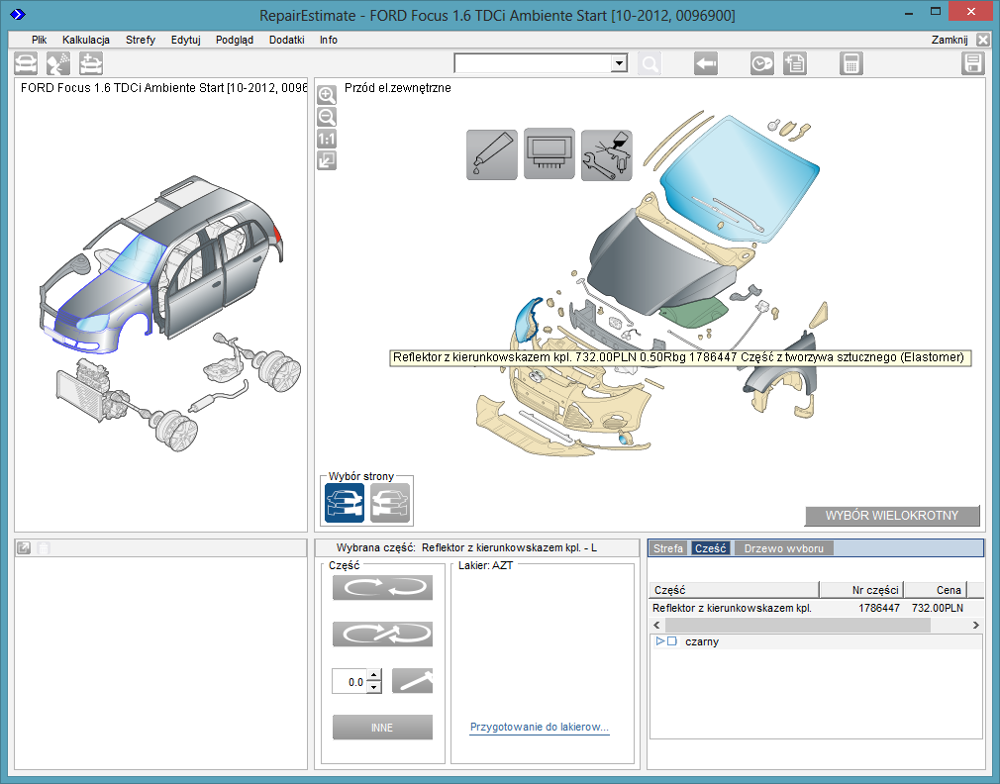 RepairEstimate - FORD Focus 1.6 TDCi Ambiente Start [10-2012, 0096900]
Plik Kalkulacja Strefy Edytuj Podgląd Dodatki Info Zamknij
FORD Focus 1.6 TDCi Ambiente Start [10-2012, 0096
Przód el.zewnętrzne
1:1
Reflektor z kierunkowskazem kpl. 732.00PLN 0.50Rbg 1786447 Część z tworzywa sztucznego (Elastomer)
Wybór strony
WYBÓR WIELOKROTNY
Wybrana część: Reflektor z kierunkowskazem kpl. - L
Część
0.0
INNE
Lakier: AZT
Przygotowanie do lakierow...
Strefa Cześć Drzewo wyboru
Część Nr części Cena
Reflektor z kierunkowskazem kpl. 1786447 732.00PLN
czarny